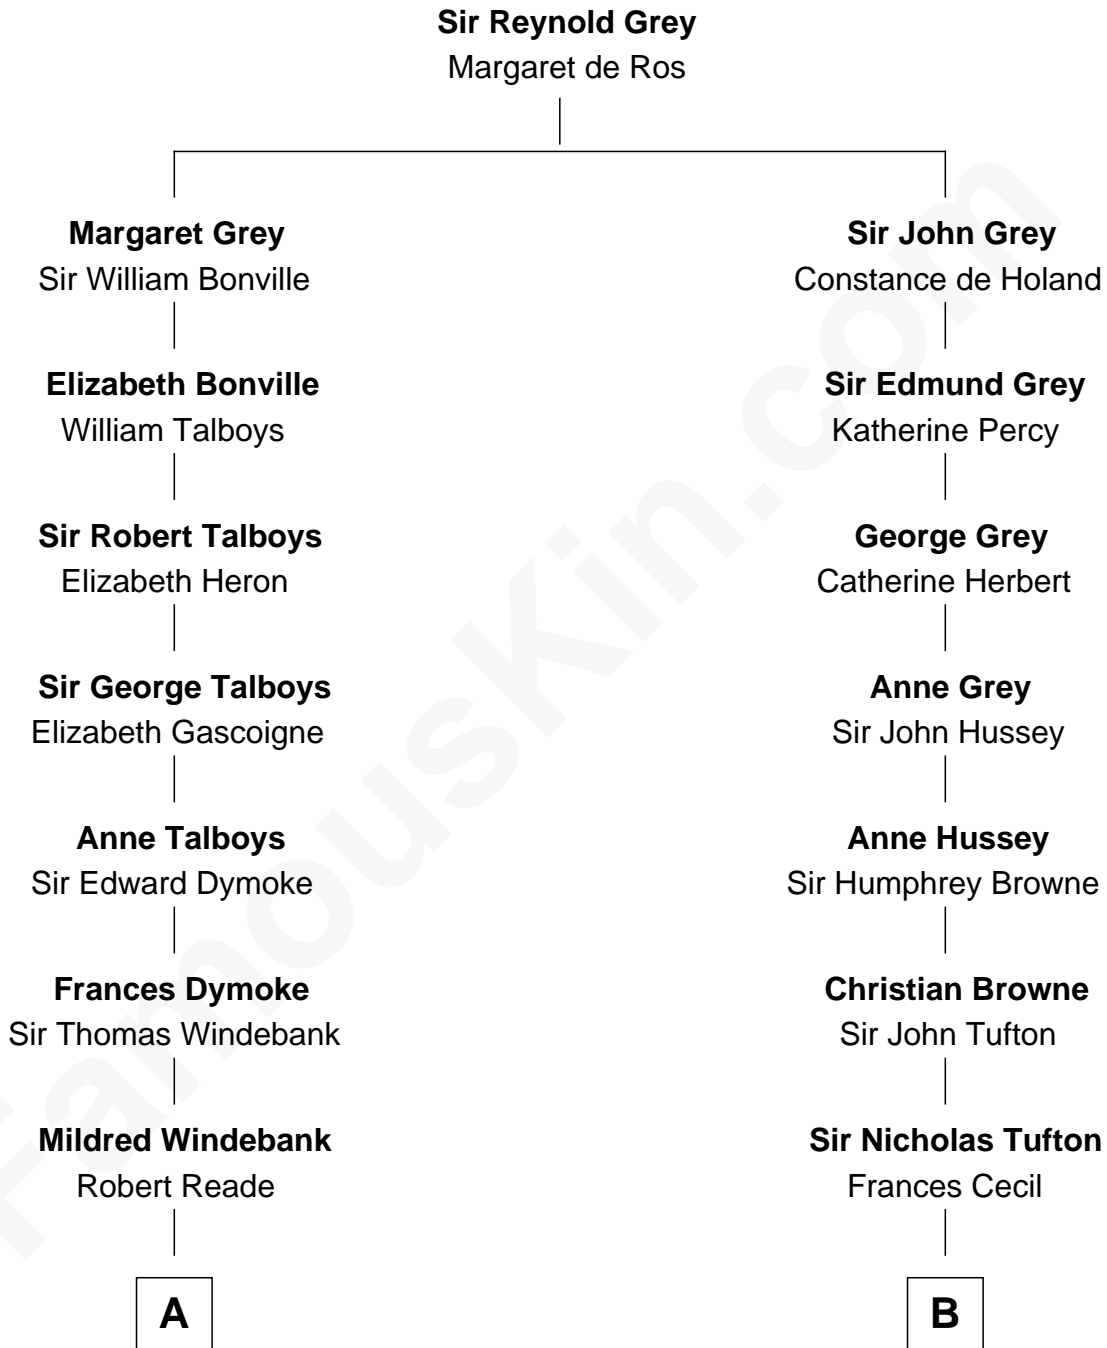 Sir Reynold Grey
Margaret de Ros
Margaret Grey
Sir William Bonville
Sir John Grey
Constance de Holand
Elizabeth Bonville
William Talboys
Sir Edmund Grey
Katherine Percy
Sir Robert Talboys
Elizabeth Heron
George Grey
Catherine Herbert
Sir George Talboys
Elizabeth Gascoigne
Anne Grey
Sir John Hussey
Anne Talboys
Sir Edward Dymoke
Anne Hussey
Sir Humphrey Browne
Frances Dymoke
Sir Thomas Windebank
Christian Browne
Sir John Tufton
Mildred Windebank
Robert Reade
Sir Nicholas Tufton
Frances Cecil
A
B
FamousKin.com